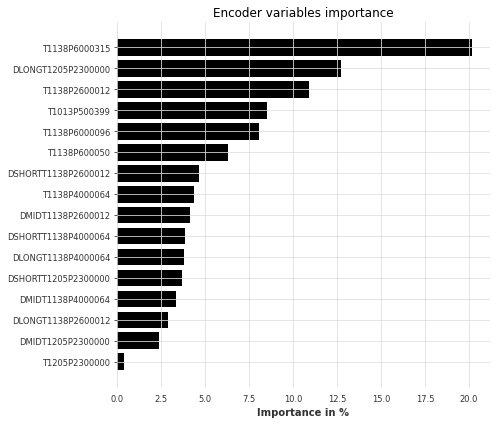 Encoder variables importance
T1138P6000315
DLONGT1205P2300000
T1138P2600012
T1013P500399
T1138P6000096
T1138P600050
DSHORTT1138P2600012
T1138P4000064
DMIDT1138P2600012
DSHORTT1138P4000064
DLONGT1138P4000064
DSHORTT1205P2300000
DMIDT1138P4000064
DLONGT1138P2600012
DMIDT1205P2300000
T1205P2300000
0.0 2.5 5.0 7.5 10.0 12.5 15.0 17.5 20.0
Importance in %